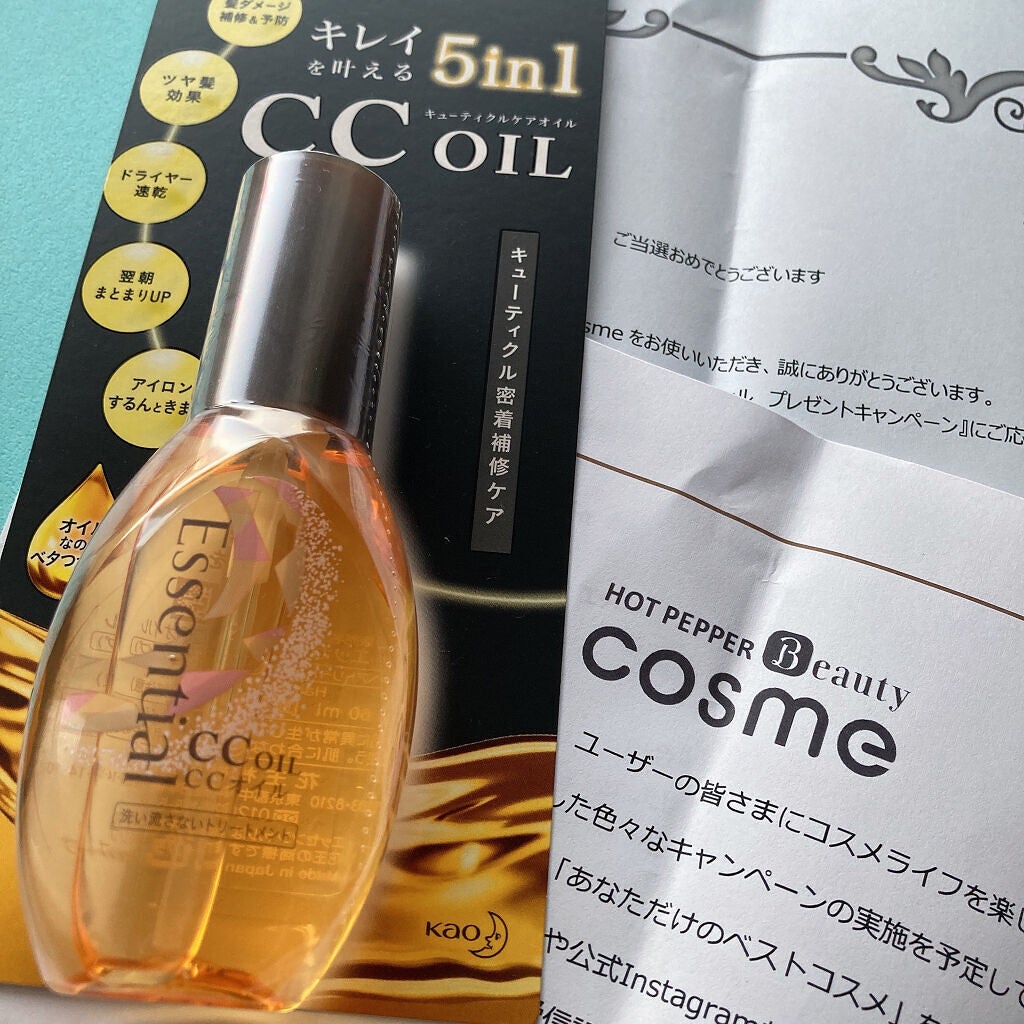 髪ダメージ
補修&予防
ツヤ髪
効果
ドライヤー
速乾
翌朝
まとまりUP
アイロン
するんときま
オイル
なの
ベタつ
キレイ
を叶える
5in1
キューティクルケアオイル
CC OIL
キューティクル密着補修ケア
Essential
CC OIL
CCオイル
洗い流さないトリートメント
60 ml
Made in Japan
Kao
ご当選おめでとうございます
osme をお使いいただき、誠にありがとうございます。
ル プレゼントキャンペーン』にご応
HOT PEPPER Beauty
cosme
ユーザーの皆さまにコスメライフを楽し
した色々なキャンペーンの実施を予定して
「あなただけのベストコスメ」を
や公式Instagram